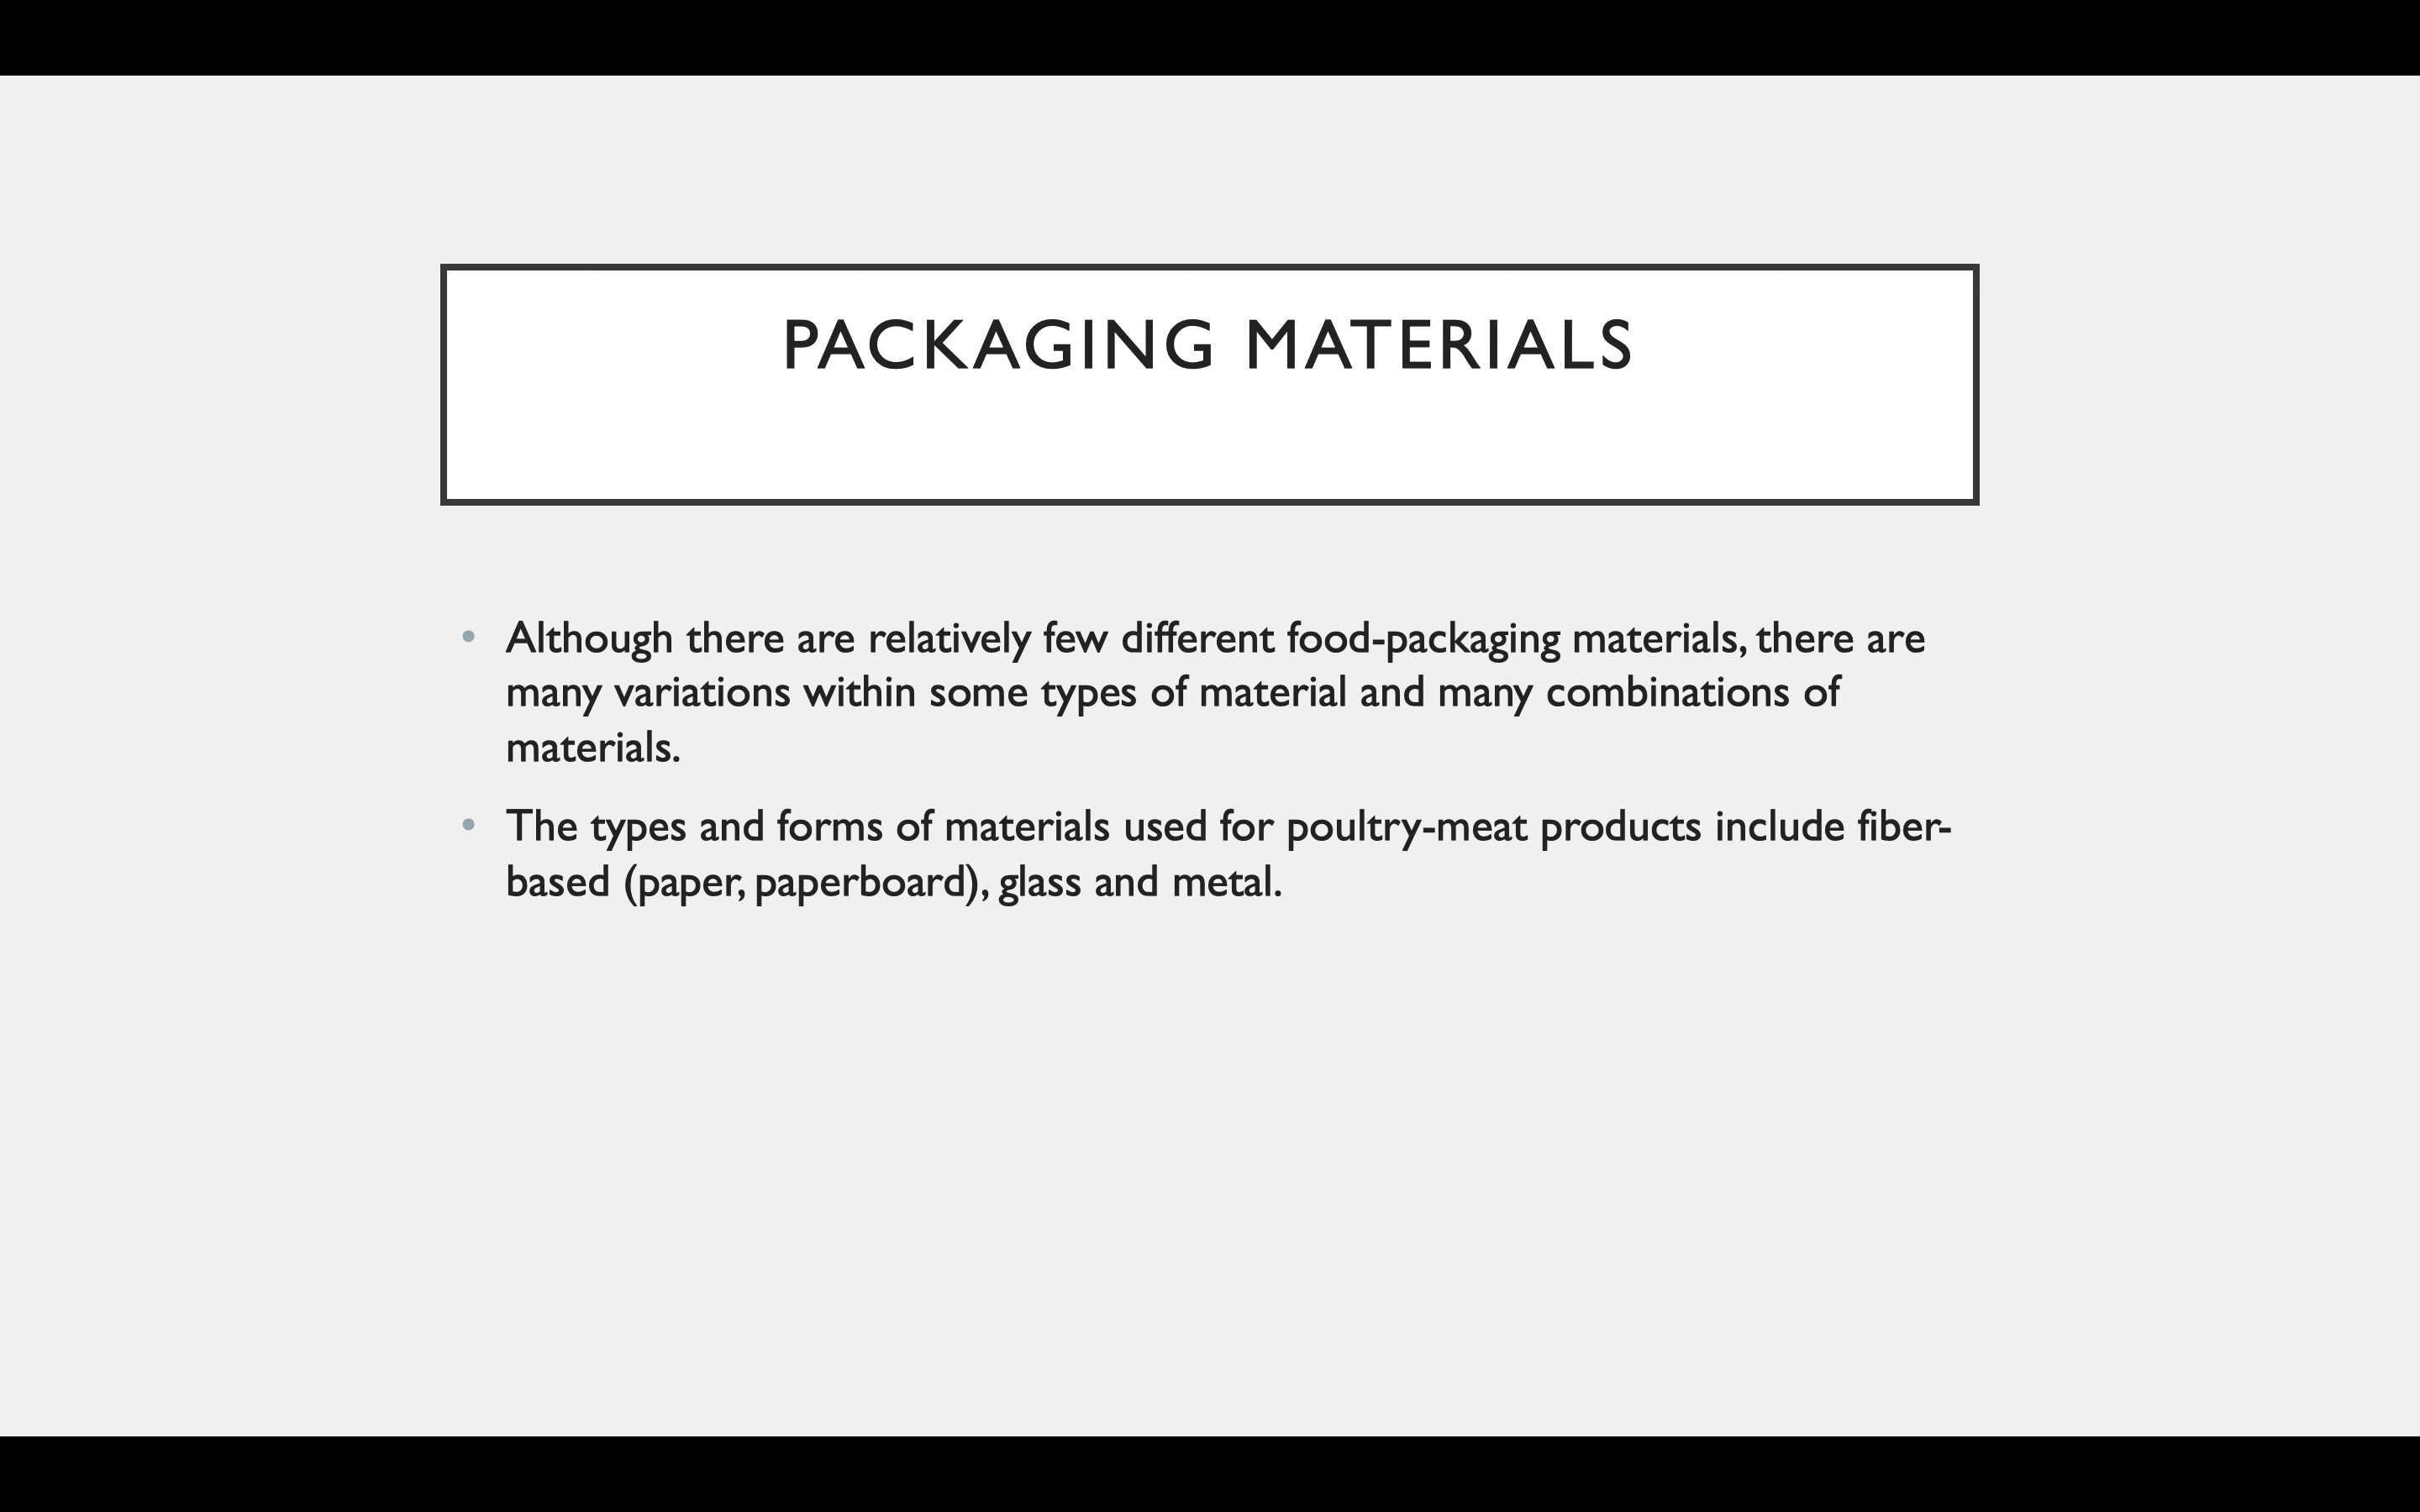 PACKAGING MATERIALS
• Although there are relatively few different food-packaging materials, there are
many variations within some types of material and many combinations of
materials.
• The types and forms of materials used for poultry-meat products include fiber-
based (paper, paperboard), glass and metal.